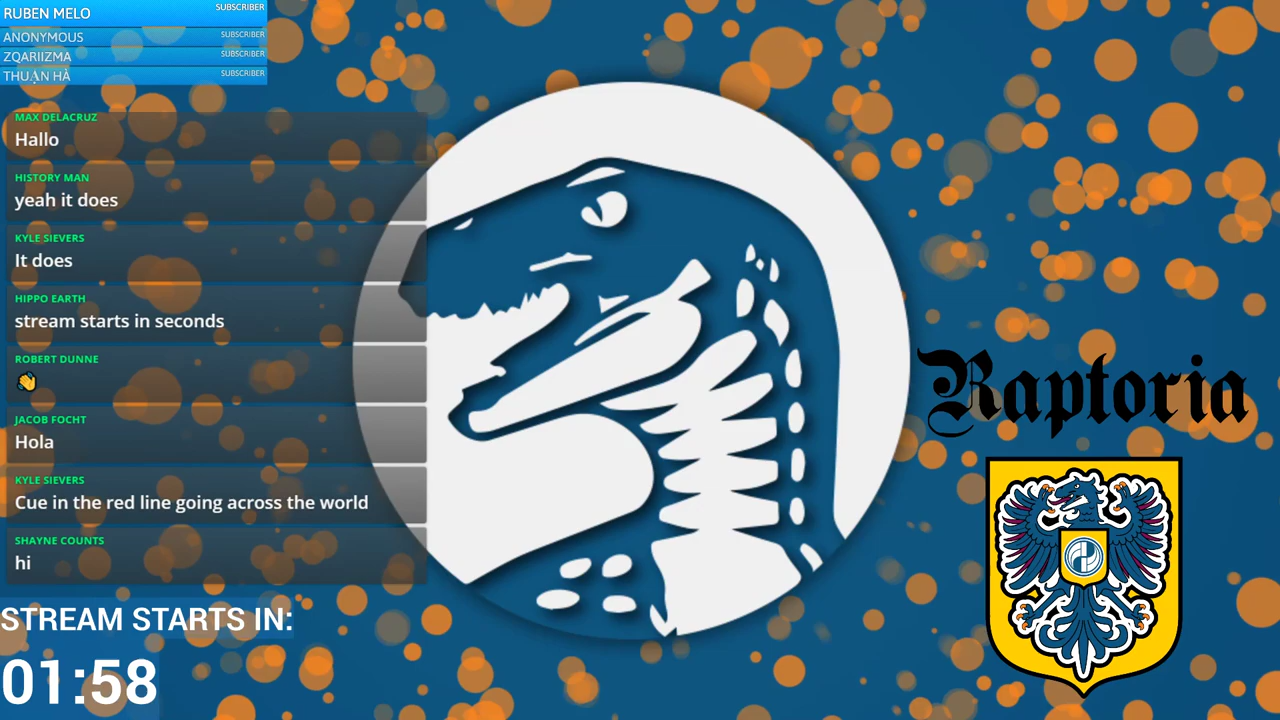 RUBEN MELO SUBSCRIBER
ANONYMOUS SUBSCRIBER
ZQARIIZMA SUBSCRIBER
THUẬN HÀ SUBSCRIBER
MAX DELACRUZ
Hallo
HISTORY MAN
yeah it does
KYLE SIEVERS
It does
HIPPO EARTH
stream starts in seconds
ROBERT DUNNE
👋
JACOB FOCHT
Hola
KYLE SIEVERS
Cue in the red line going across the world
SHAYNE COUNTS
hi
STREAM STARTS IN:
01:58
Raptoria